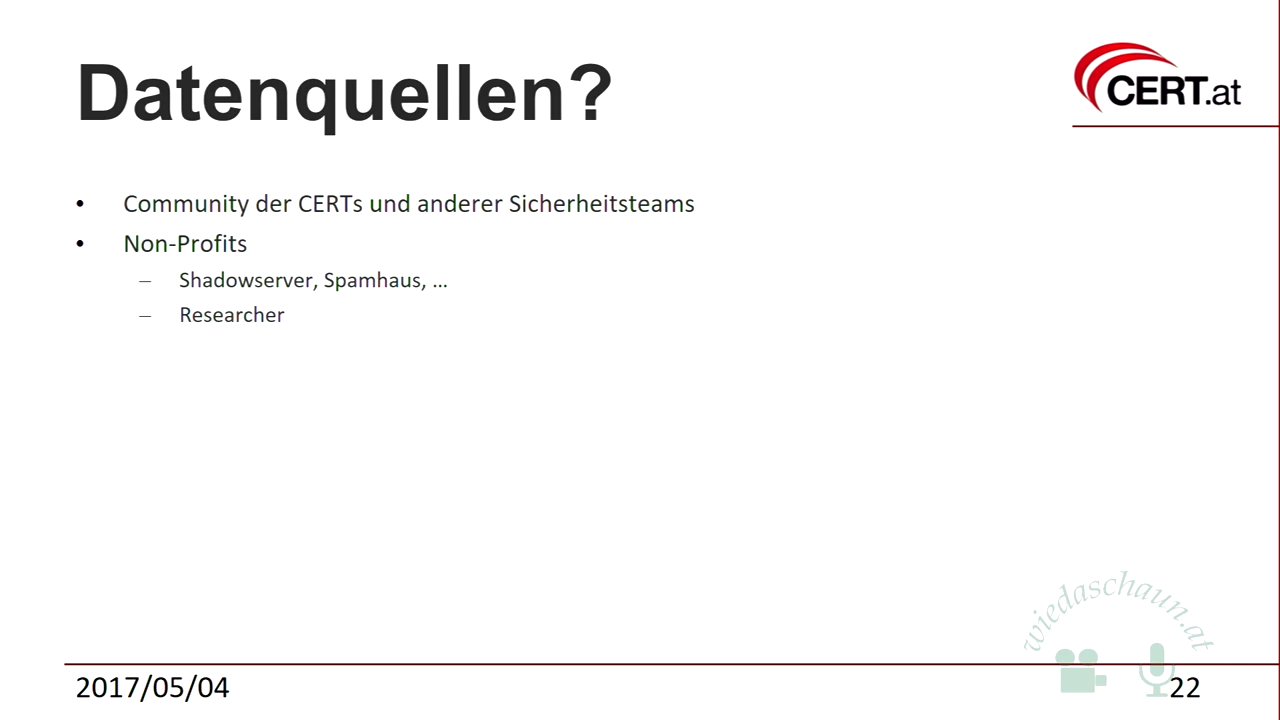 Datenquellen?
CERT.at
• Community der CERTs und anderer Sicherheitsteams
• Non-Profits
– Shadowserver, Spamhaus, ...
– Researcher
wiedaschaun.at
2017/05/04
22